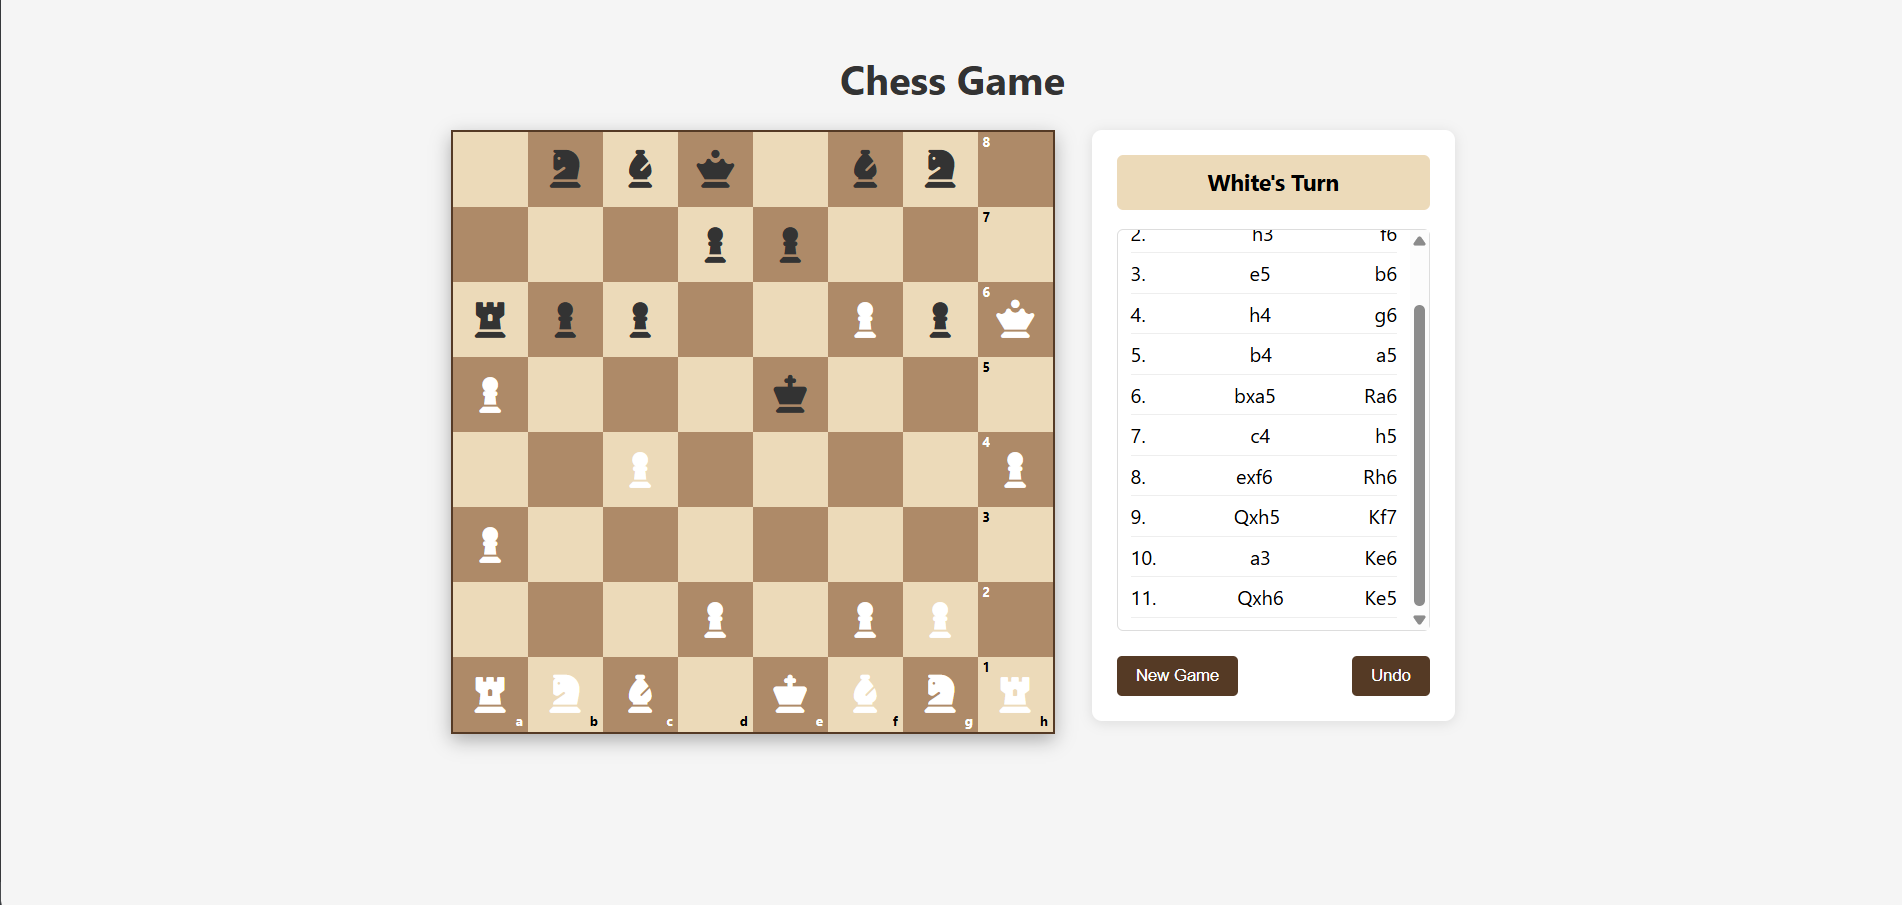 Chess Game
8
7
6
5
4
3
2
1
a b c d e f g h
White's Turn
2. h3 f6
3. e5 b6
4. h4 g6
5. b4 a5
6. bxa5 Ra6
7. c4 h5
8. exf6 Rh6
9. Qxh5 Kf7
10. a3 Ke6
11. Qxh6 Ke5
New Game Undo